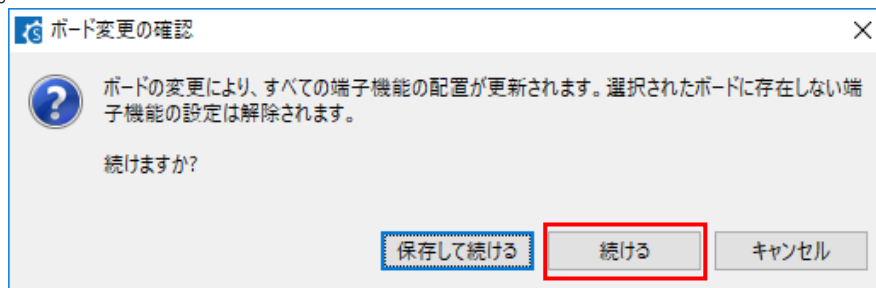 ボード変更の確認
ボードの変更により、すべての端子機能の配置が更新されます。選択されたボードに存在しない端
子機能の設定は解除されます。
続けますか?
保存して続ける 続ける キャンセル